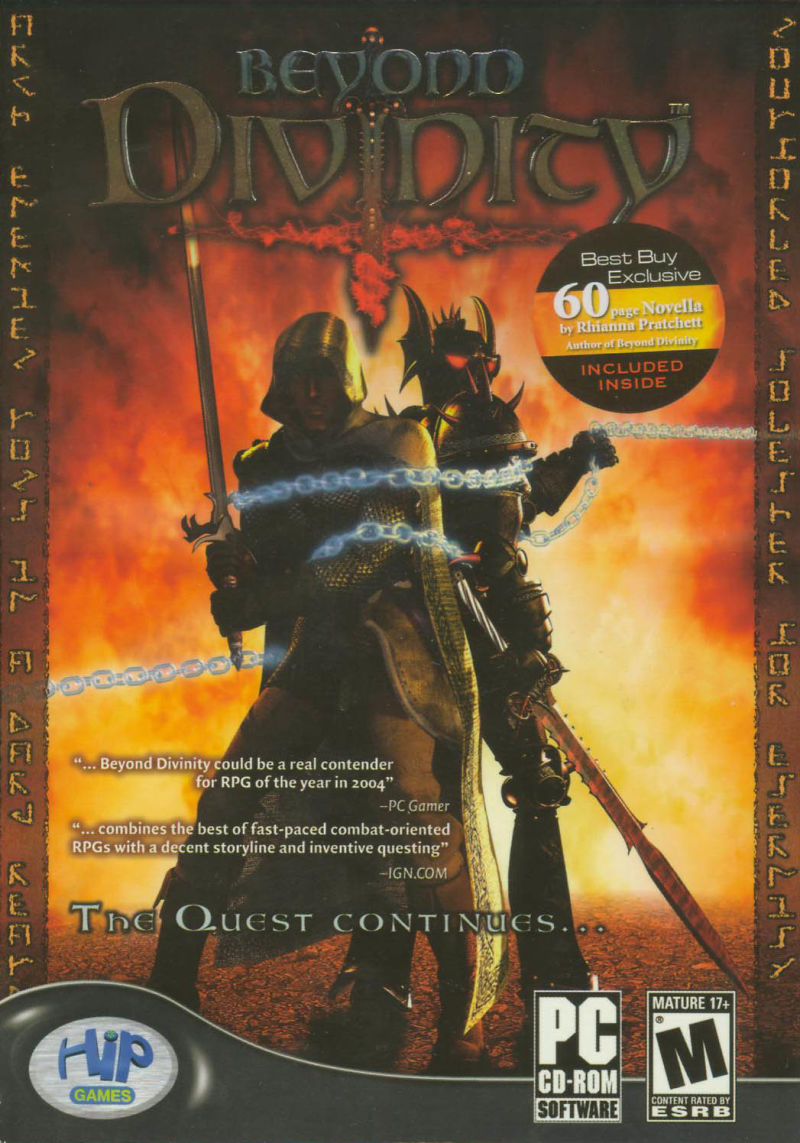 BEYOND
DIVINITY™
Best Buy
Exclusive
60 page Novella
by Rhianna Pratchett
Author of Beyond Divinity
INCLUDED
INSIDE
“... Beyond Divinity could be a real contender
for RPG of the year in 2004”
–PC Gamer
“... combines the best of fast-paced combat-oriented
RPGs with a decent storyline and inventive questing”
–IGN.COM
THE QUEST CONTINUES...
HIP
GAMES
PC
CD-ROM
SOFTWARE
MATURE 17+
®
M
CONTENT RATED BY
ESRB